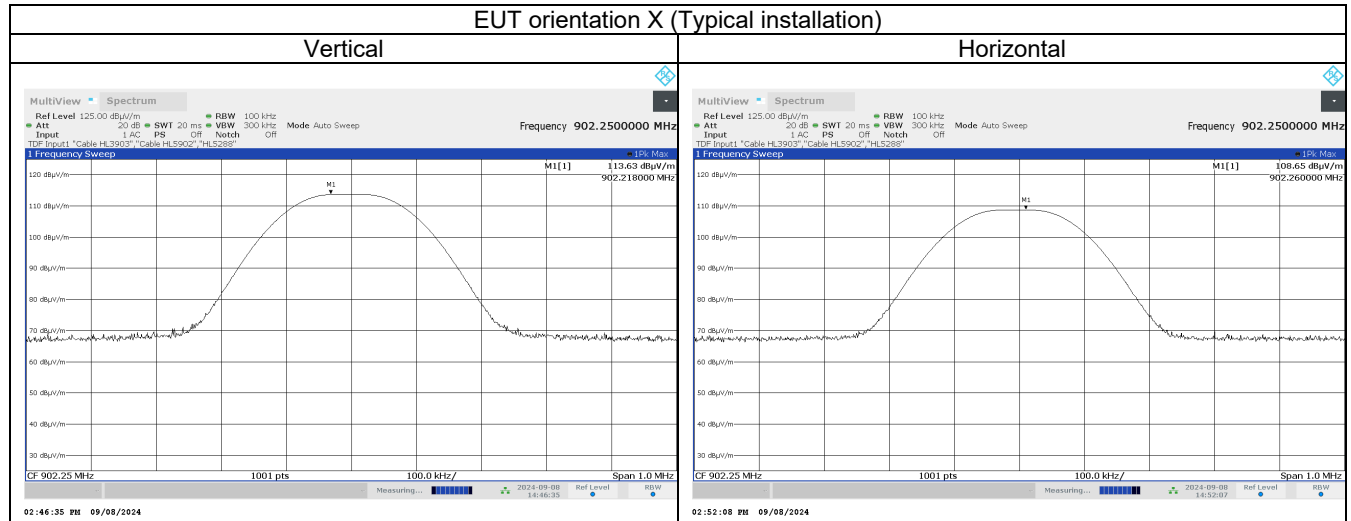 EUT orientation X (Typical installation)
Vertical
Horizontal
MultiView Spectrum
Ref Level 125.00 dBµV/m RBW 100 kHz
Att 20 dB SWT 20 ms VBW 300 kHz Mode Auto Sweep Frequency 902.2500000 MHz
Input 1 AC PS Off Notch Off
TDF Input1 "Cable HL3903","Cable HL5902","HL5288"
1 Frequency Sweep 1Pk Max
M1[1] 113.63 dBµV/m
902.218000 MHz
120 dBµV/m
M1
110 dBµV/m
100 dBµV/m
90 dBµV/m
80 dBµV/m
70 dBµV/m
60 dBµV/m
50 dBµV/m
40 dBµV/m
30 dBµV/m
CF 902.25 MHz 1001 pts 100.0 kHz/ Span 1.0 MHz
Measuring... 2024-09-08 Ref Level RBW
14:46:35
02:46:35 PM 09/08/2024
MultiView Spectrum
Ref Level 125.00 dBµV/m RBW 100 kHz
Att 20 dB SWT 20 ms VBW 300 kHz Mode Auto Sweep Frequency 902.2500000 MHz
Input 1 AC PS Off Notch Off
TDF Input1 "Cable HL3903","Cable HL5902","HL5288"
1 Frequency Sweep 1Pk Max
M1[1] 108.65 dBµV/m
902.260000 MHz
120 dBµV/m
M1
110 dBµV/m
100 dBµV/m
90 dBµV/m
80 dBµV/m
70 dBµV/m
60 dBµV/m
50 dBµV/m
40 dBµV/m
30 dBµV/m
CF 902.25 MHz 1001 pts 100.0 kHz/ Span 1.0 MHz
Measuring... 2024-09-08 Ref Level RBW
14:52:07
02:52:08 PM 09/08/2024